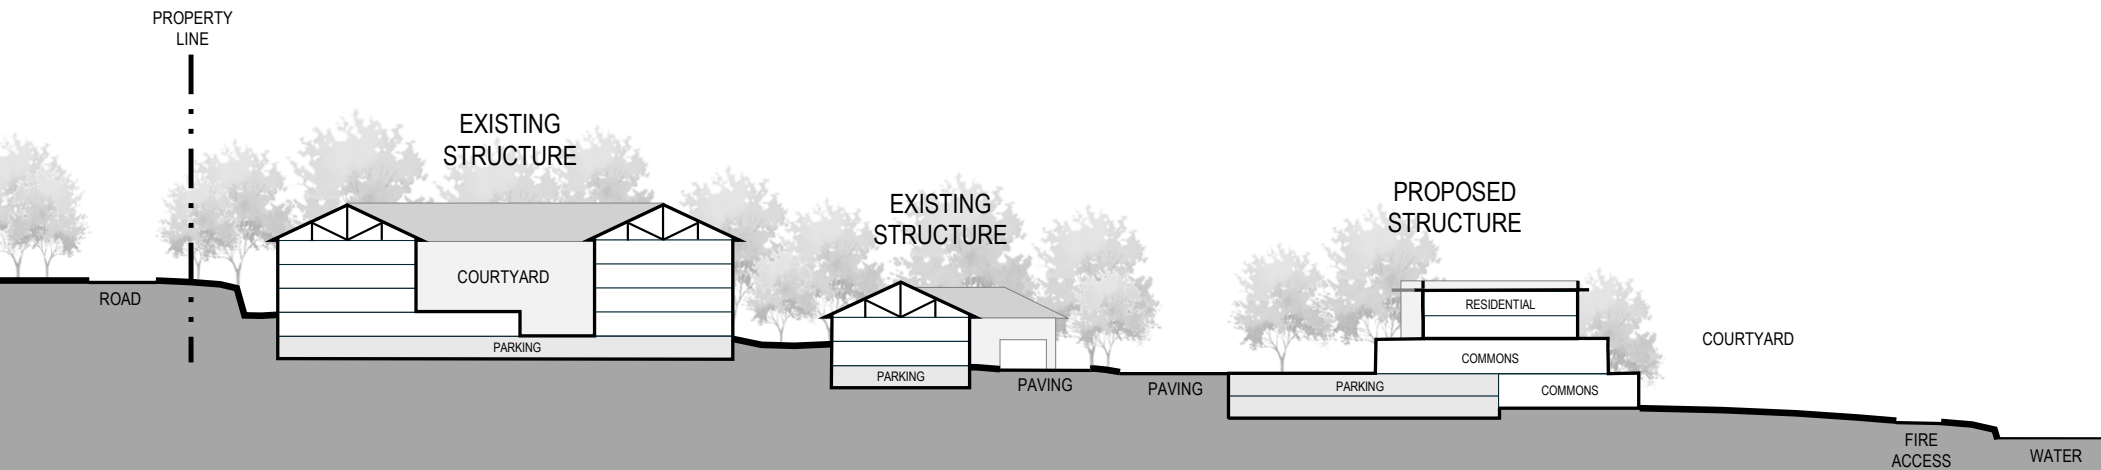 PROPERTY
LINE
EXISTING
STRUCTURE
EXISTING
STRUCTURE
PROPOSED
STRUCTURE
COURTYARD
ROAD
PARKING
PARKING
PAVING
PAVING
RESIDENTIAL
COMMONS
PARKING
COMMONS
COURTYARD
FIRE
ACCESS
WATER